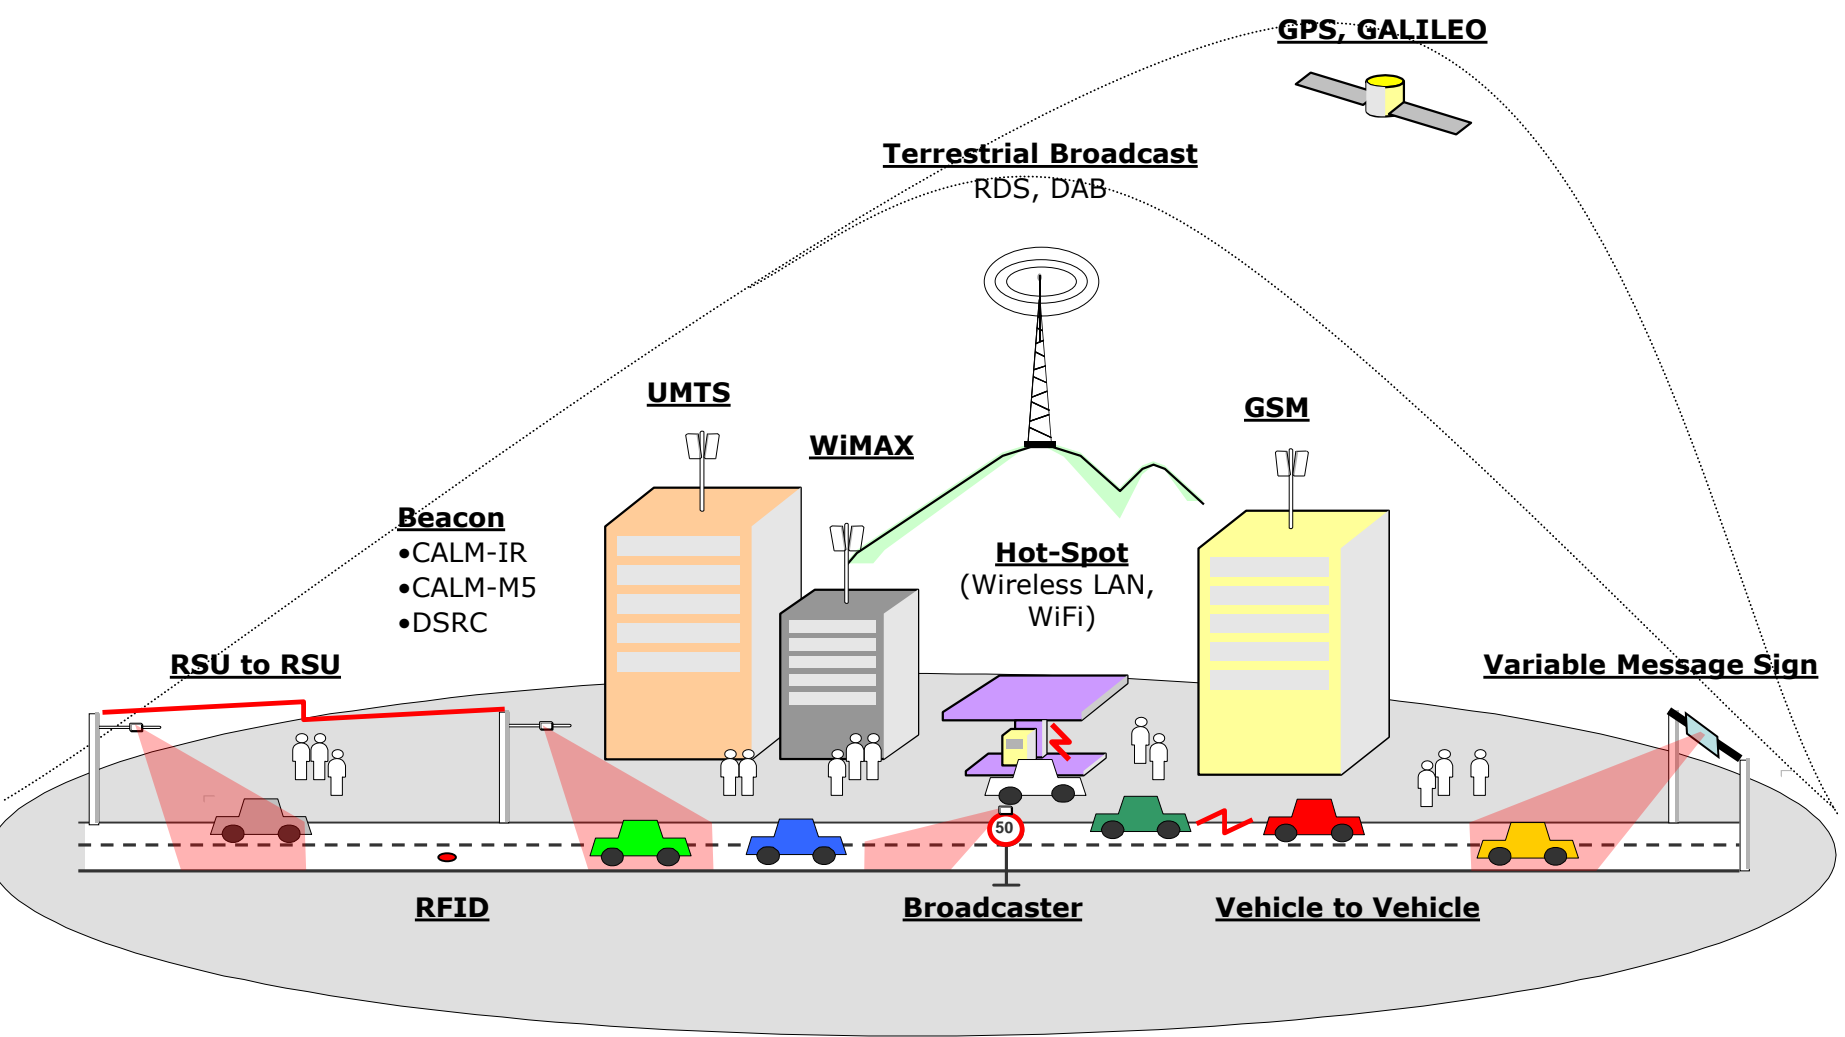 GPS, GALILEO
Terrestrial Broadcast
RDS, DAB
UMTS
GSM
WiMAX
Beacon
•CALM-IR
•CALM-M5
•DSRC
Hot-Spot
(Wireless LAN,
WiFi)
RSU to RSU
Variable Message Sign
50
RFID
Broadcaster
Vehicle to Vehicle